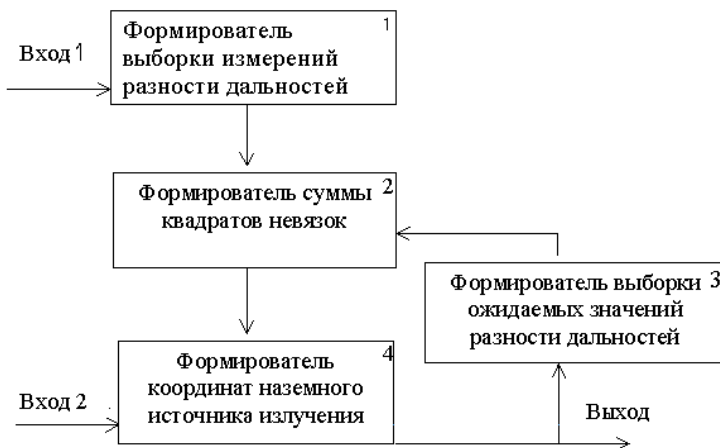 Формирователь 1
выборки измерений
разности дальностей
Вход 1
Формирователь суммы 2
квадратов невязок
Формирователь выборки 3
ожидаемых значений
разности дальностей
Формирователь 4
координат наземного
источника излучения
Вход 2
Выход